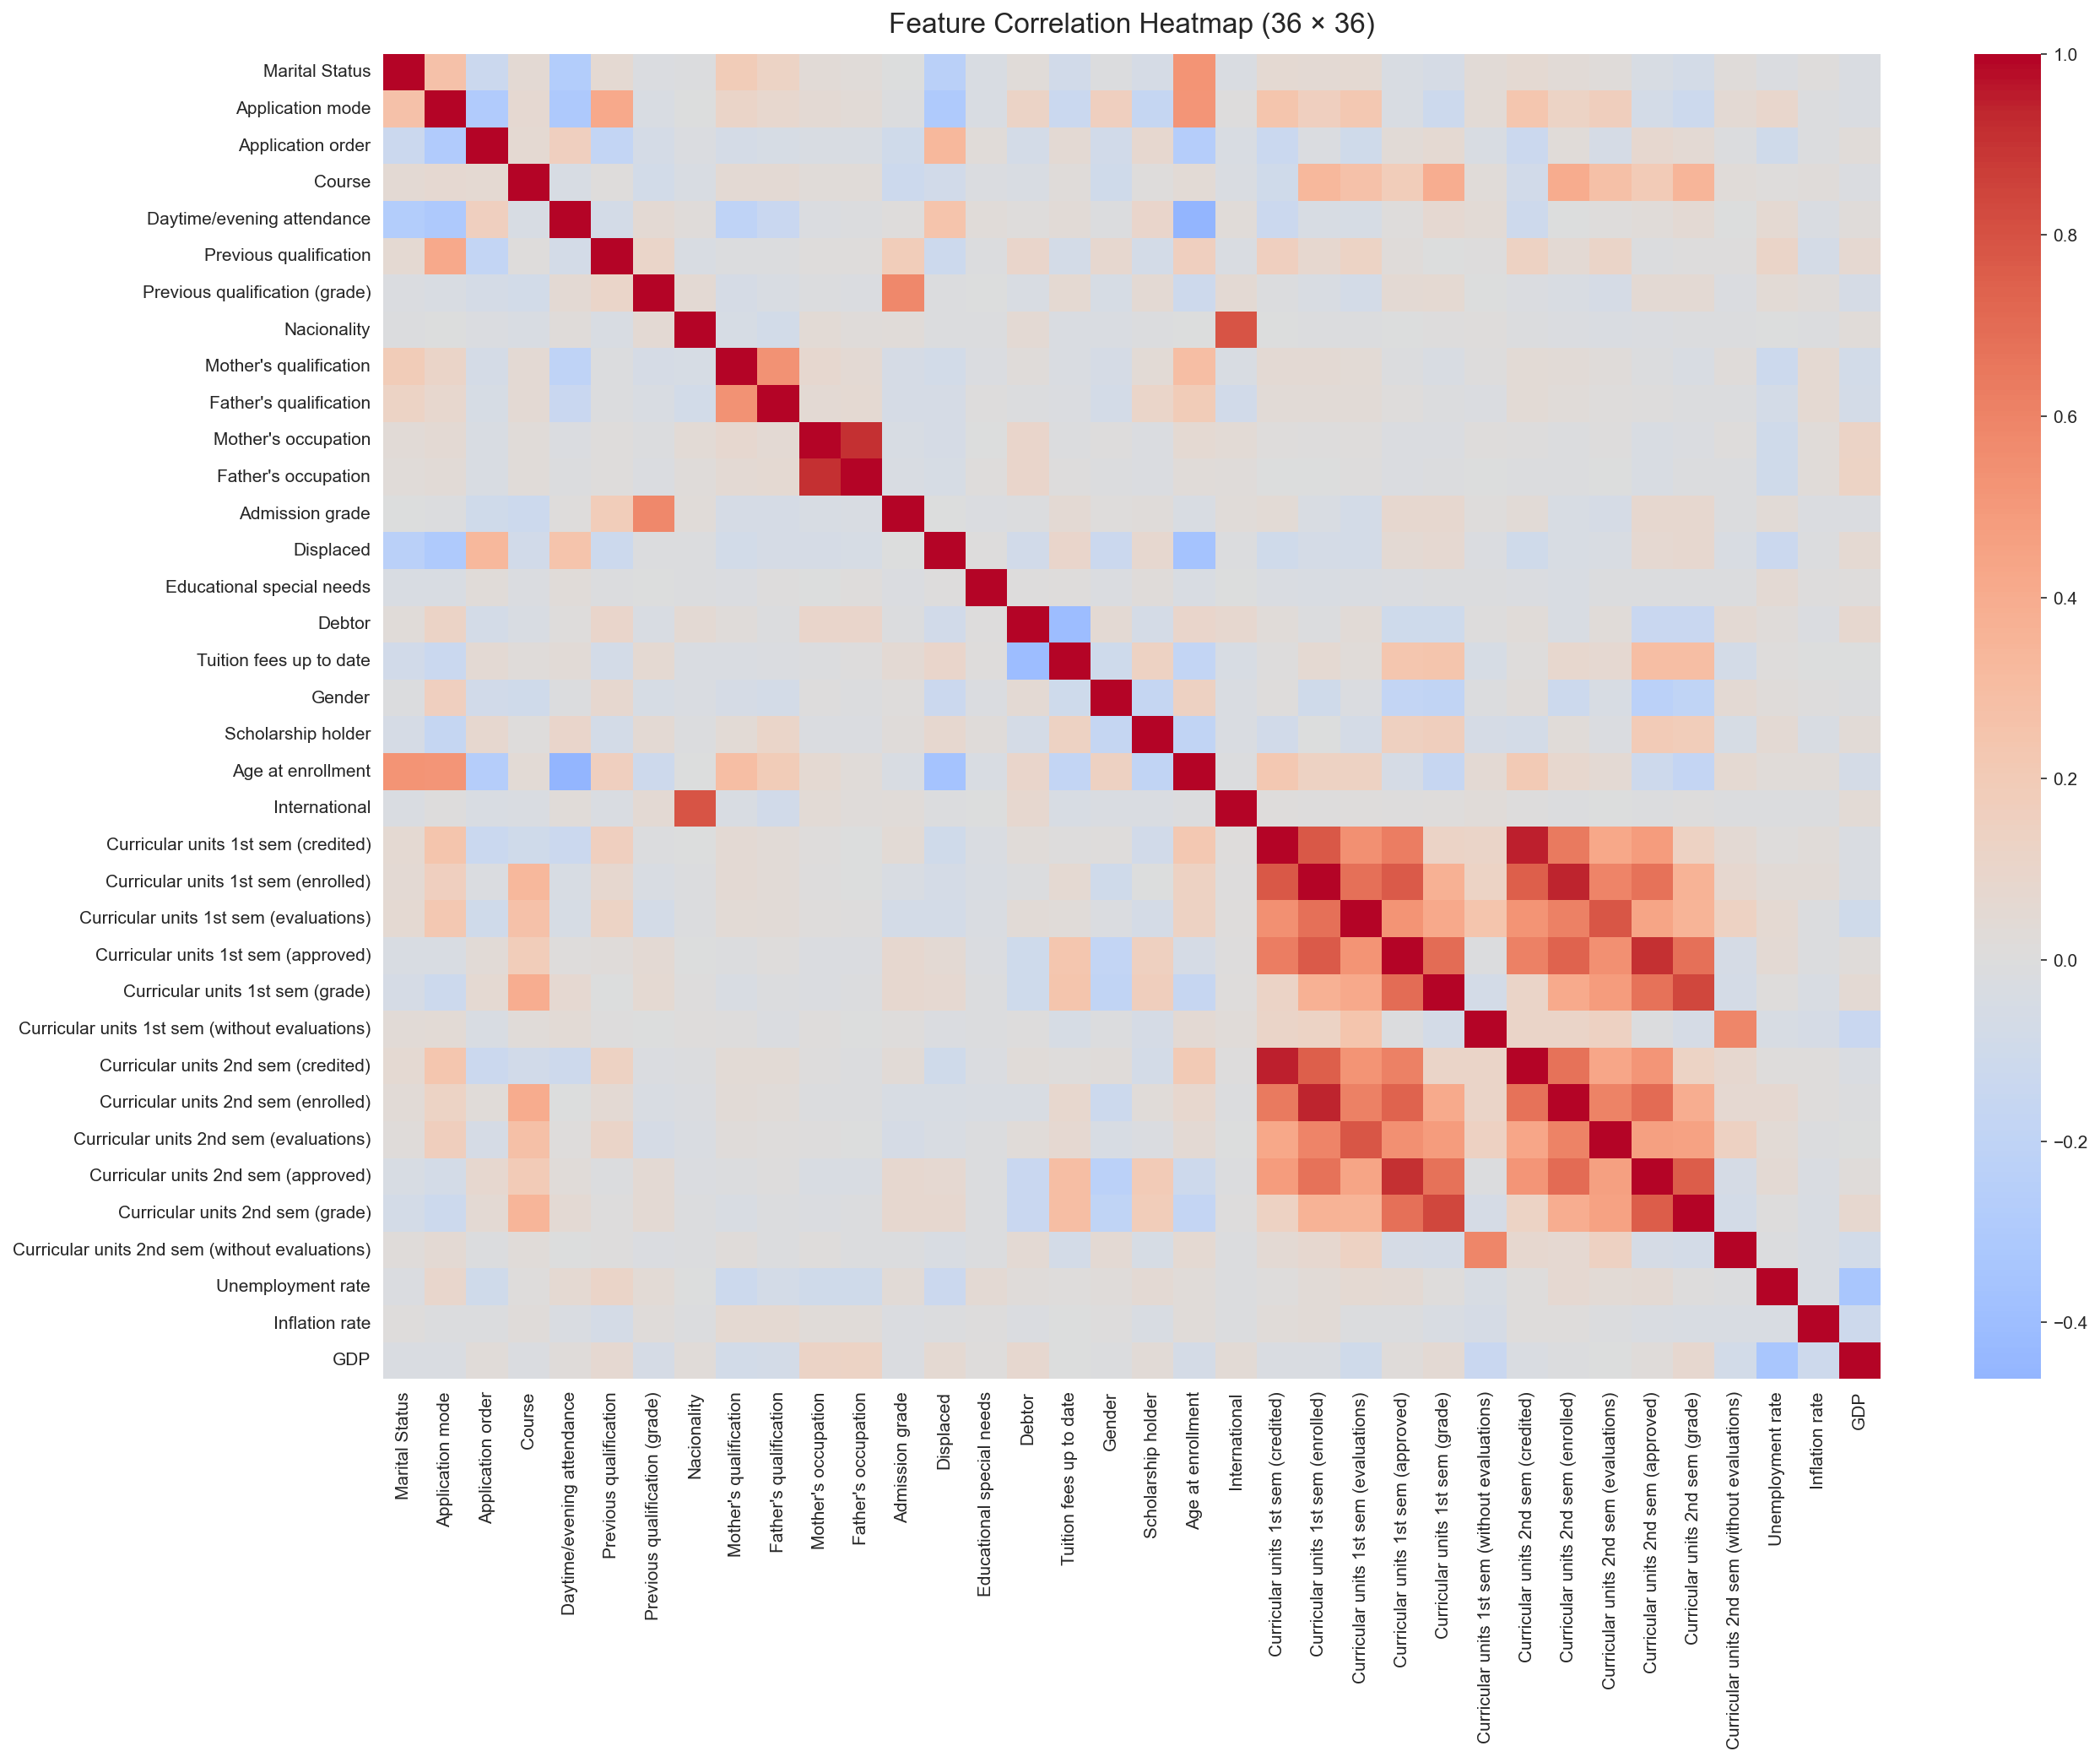 Feature Correlation Heatmap (36 × 36)
Marital Status
Application mode
Application order
Course
Daytime/evening attendance
Previous qualification
Previous qualification (grade)
Nacionality
Mother's qualification
Father's qualification
Mother's occupation
Father's occupation
Admission grade
Displaced
Educational special needs
Debtor
Tuition fees up to date
Gender
Scholarship holder
Age at enrollment
International
Curricular units 1st sem (credited)
Curricular units 1st sem (enrolled)
Curricular units 1st sem (evaluations)
Curricular units 1st sem (approved)
Curricular units 1st sem (grade)
Curricular units 1st sem (without evaluations)
Curricular units 2nd sem (credited)
Curricular units 2nd sem (enrolled)
Curricular units 2nd sem (evaluations)
Curricular units 2nd sem (approved)
Curricular units 2nd sem (grade)
Curricular units 2nd sem (without evaluations)
Unemployment rate
Inflation rate
GDP
Marital Status
Application mode
Application order
Course
Daytime/evening attendance
Previous qualification
Previous qualification (grade)
Nacionality
Mother's qualification
Father's qualification
Mother's occupation
Father's occupation
Admission grade
Displaced
Educational special needs
Debtor
Tuition fees up to date
Gender
Scholarship holder
Age at enrollment
International
Curricular units 1st sem (credited)
Curricular units 1st sem (enrolled)
Curricular units 1st sem (evaluations)
Curricular units 1st sem (approved)
Curricular units 1st sem (grade)
Curricular units 1st sem (without evaluations)
Curricular units 2nd sem (credited)
Curricular units 2nd sem (enrolled)
Curricular units 2nd sem (evaluations)
Curricular units 2nd sem (approved)
Curricular units 2nd sem (grade)
Curricular units 2nd sem (without evaluations)
Unemployment rate
Inflation rate
GDP
1.0
0.8
0.6
0.4
0.2
0.0
−0.2
−0.4